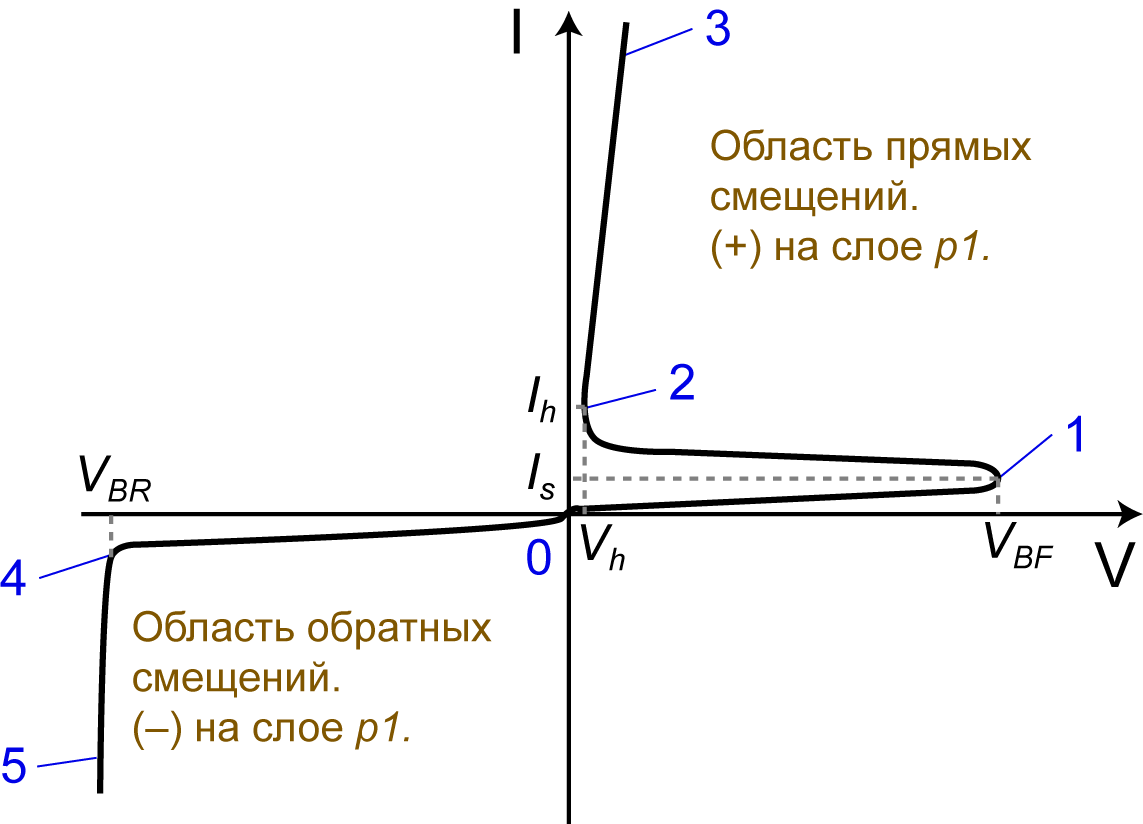 I
3
Область прямых
смещений.
(+) на слое p1.
2
Ih
1
VBR
Is
0
Vh
VBF
V
4
Область обратных
смещений.
(–) на слое p1.
5